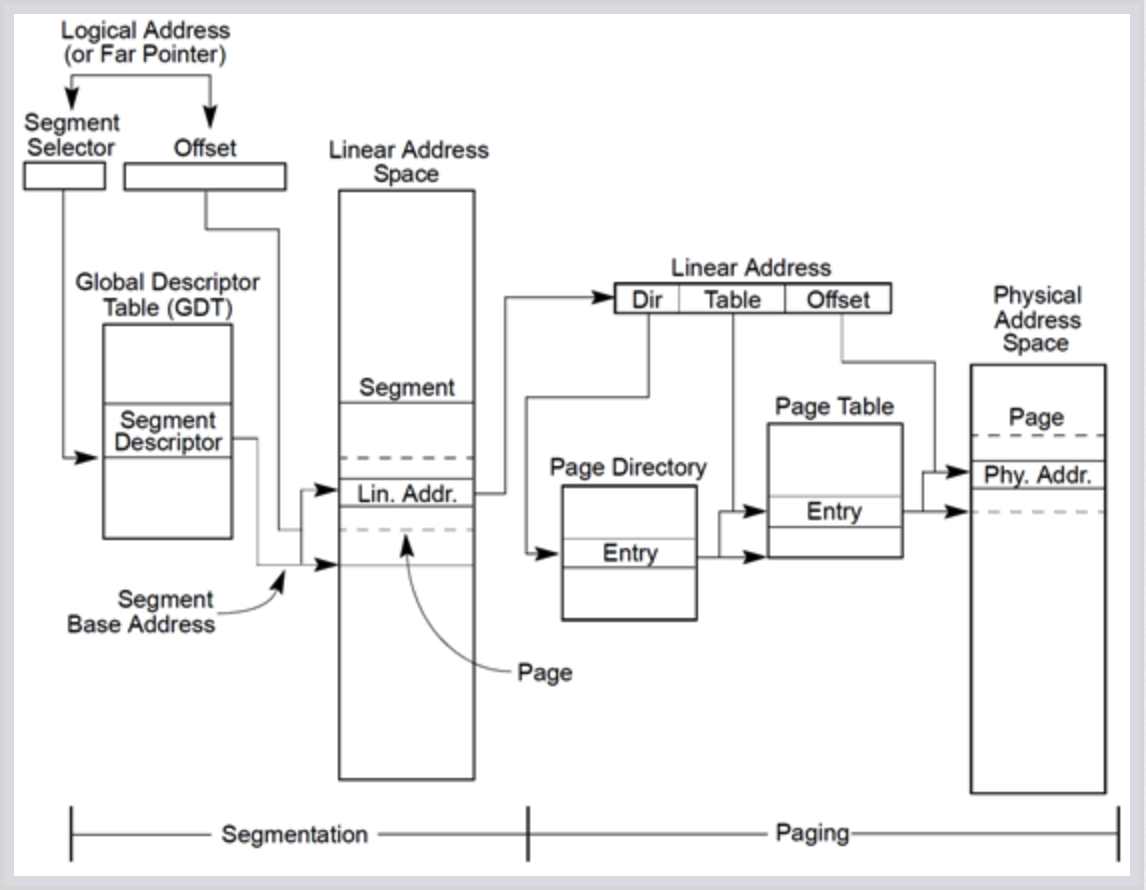 Logical Address
(or Far Pointer)
Segment
Selector
Offset
Linear Address
Space
Global Descriptor
Table (GDT)
Segment
Descriptor
Segment
Lin. Addr.
Segment
Base Address
Page
Linear Address
Dir
Table
Offset
Page Directory
Entry
Page Table
Entry
Physical
Address
Space
Page
Phy. Addr.
Segmentation
Paging